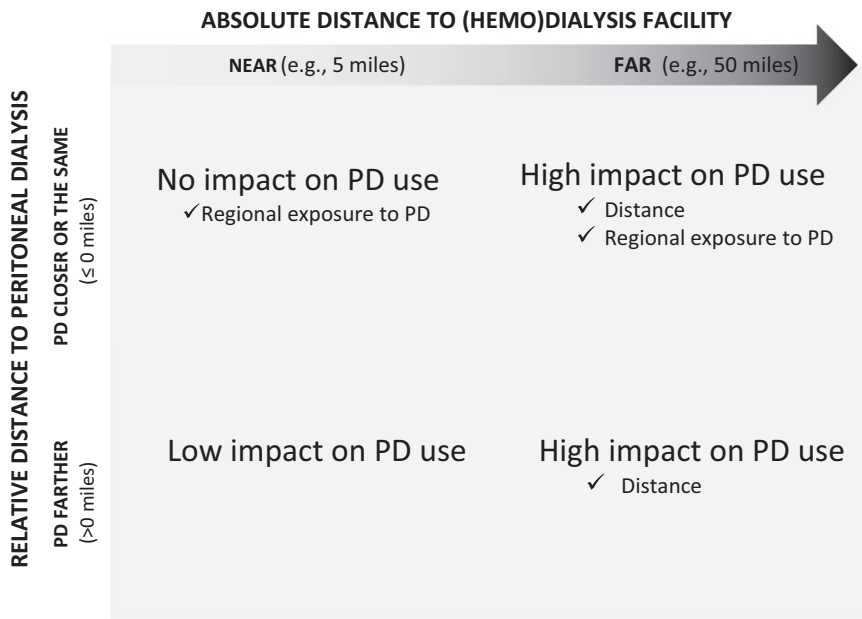 ABSOLUTE DISTANCE TO (HEMO)DIALYSIS FACILITY
NEAR (e.g., 5 miles)
FAR (e.g., 50 miles)
RELATIVE DISTANCE TO PERITONEAL DIALYSIS
PD CLOSER OR THE SAME
(≤ 0 miles)
No impact on PD use
✓Regional exposure to PD
High impact on PD use
✓ Distance
✓ Regional exposure to PD
PD FARTHER
(>0 miles)
Low impact on PD use
High impact on PD use
✓ Distance